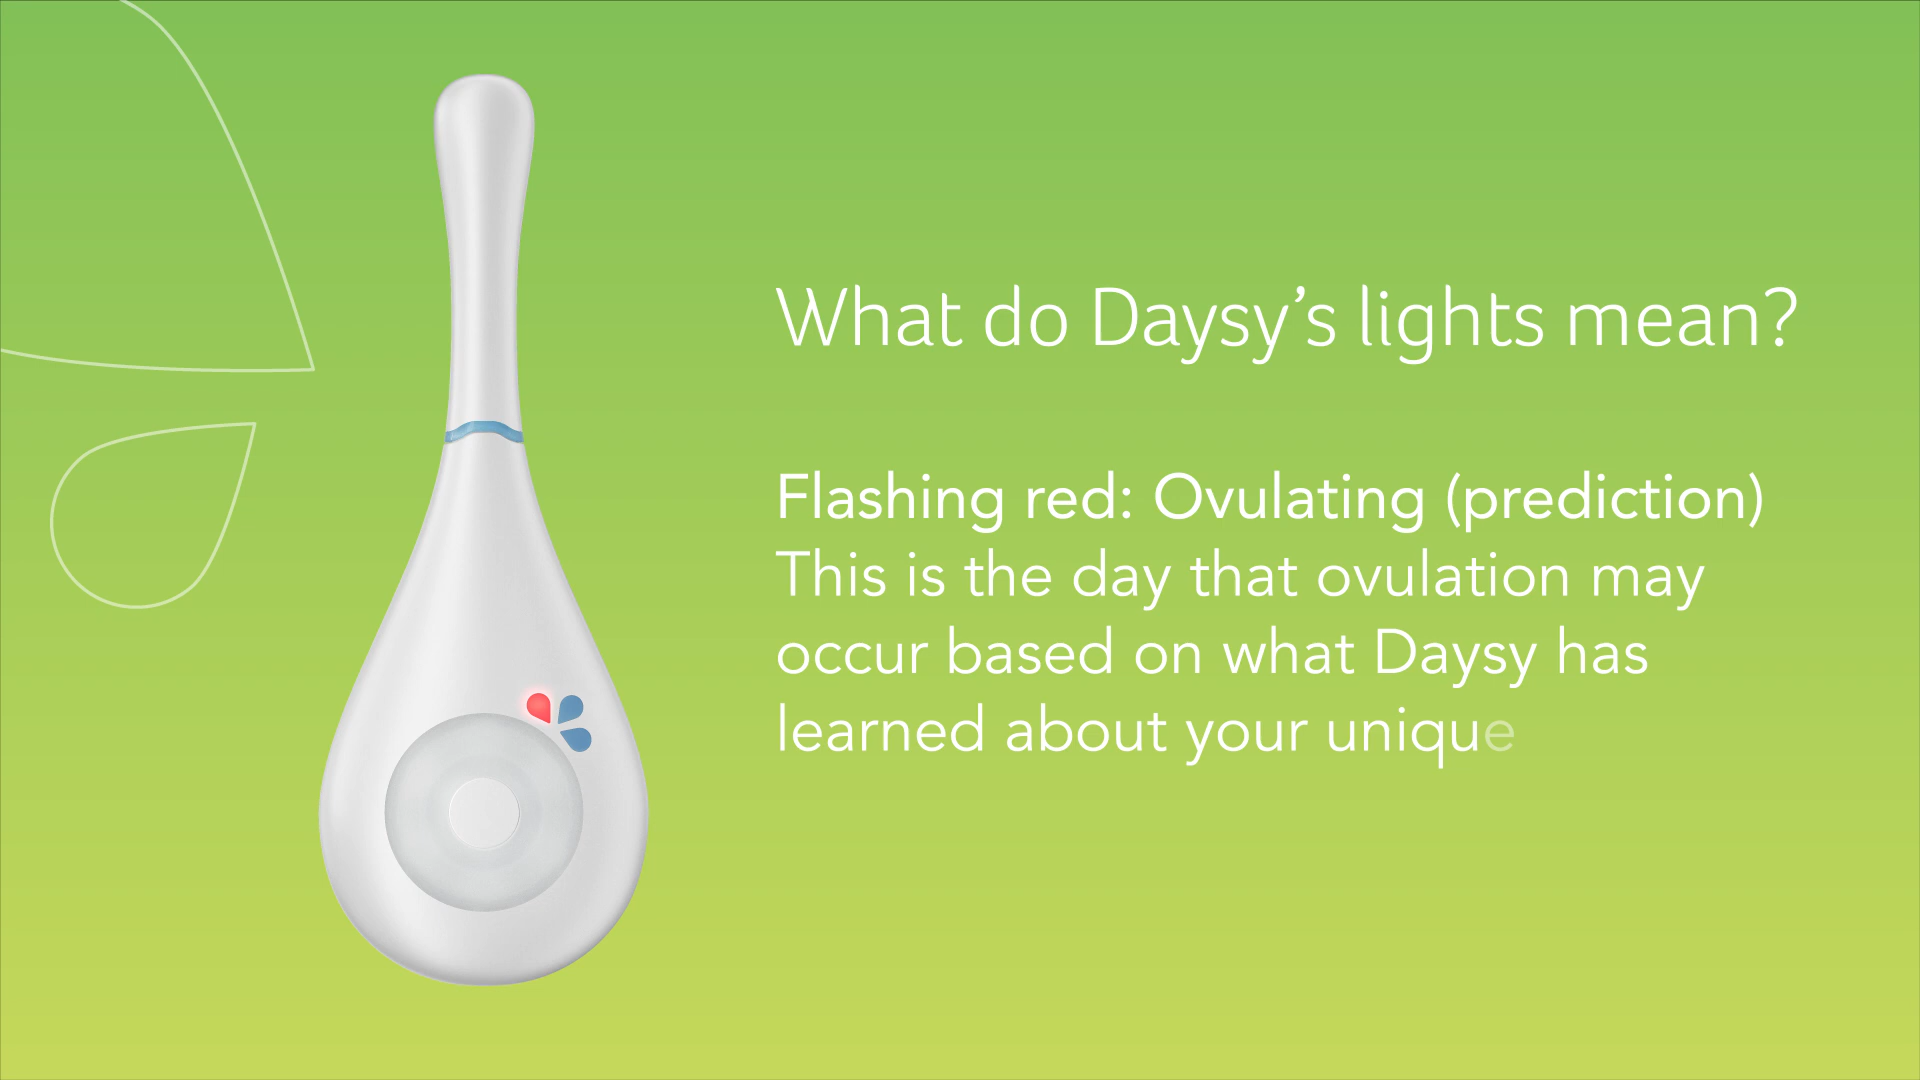 What do Daysy’s lights mean?
Flashing red: Ovulating (prediction)
This is the day that ovulation may
occur based on what Daysy has
learned about your unique